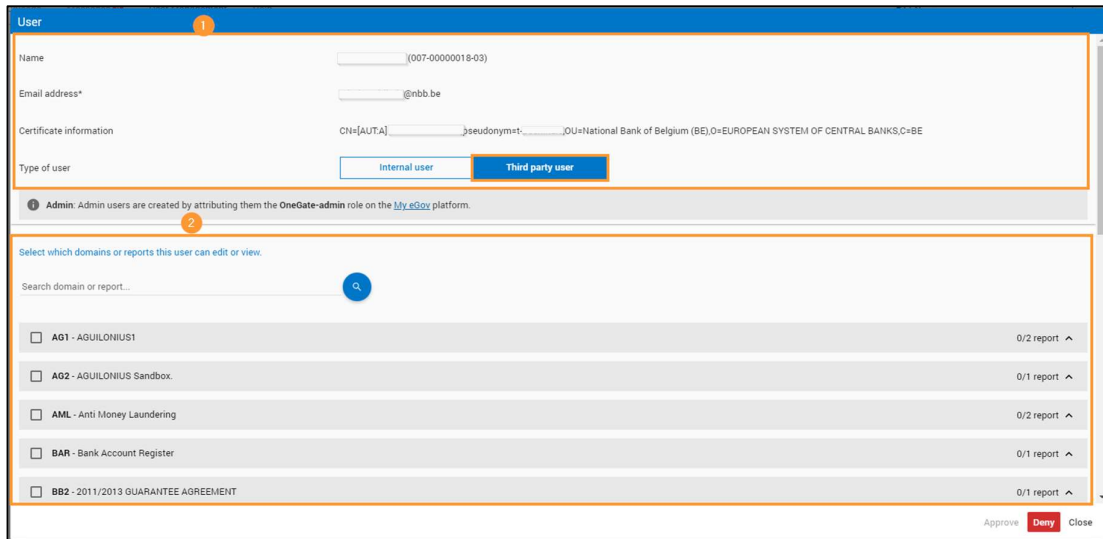 User
1
Name (007-00000018-03)
Email address* @nbb.be
Certificate information CN=[AUT:A] pseudonym=t- ,OU=National Bank of Belgium (BE),O=EUROPEAN SYSTEM OF CENTRAL BANKS,C=BE
Type of user Internal user Third party user
Admin: Admin users are created by attributing them the OneGate-admin role on the My eGov platform.
2
Select which domains or reports this user can edit or view.
Search domain or report...
AG1 - AGUILONIUS1 0/2 report
AG2 - AGUILONIUS Sandbox. 0/1 report
AML - Anti Money Laundering 0/2 report
BAR - Bank Account Register 0/1 report
BB2 - 2011/2013 GUARANTEE AGREEMENT 0/1 report
Approve Deny Close